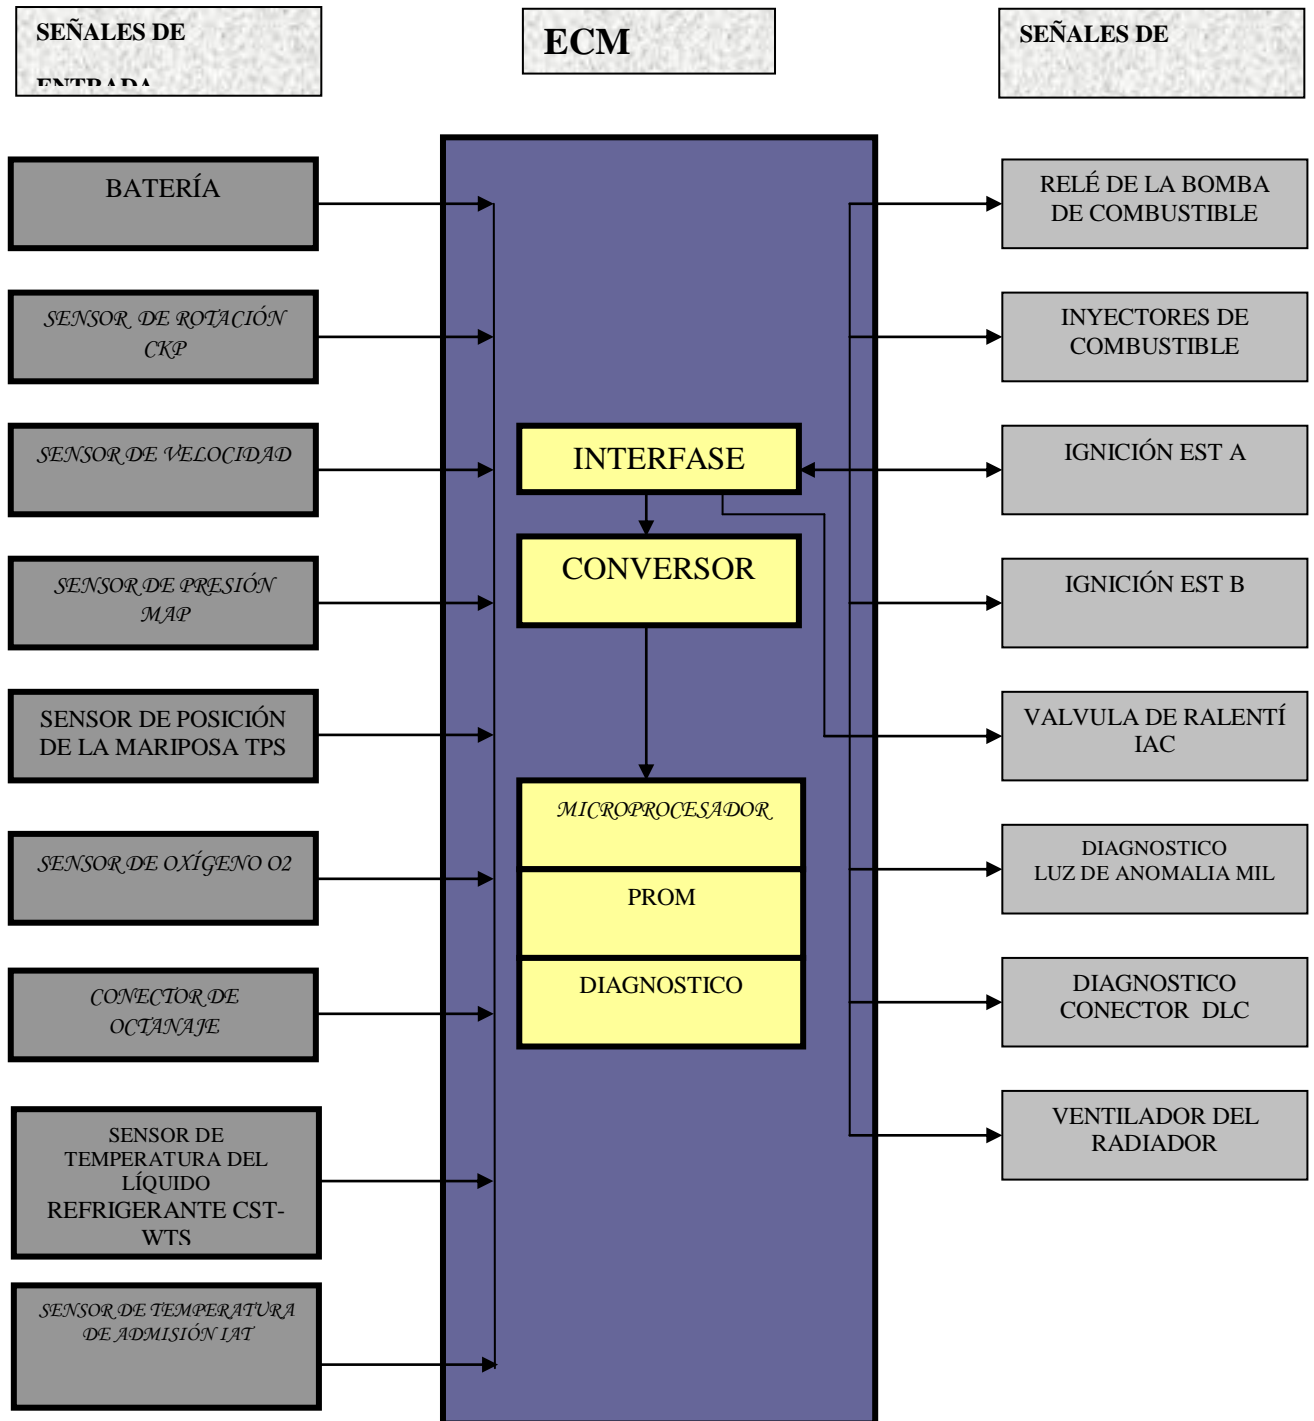 SEÑALES DE
ENTRADA
ECM
SEÑALES DE
BATERÍA
SENSOR DE ROTACIÓN
CKP
SENSOR DE VELOCIDAD
SENSOR DE PRESIÓN
MAP
SENSOR DE POSICIÓN
DE LA MARIPOSA TPS
SENSOR DE OXÍGENO O2
CONECTOR DE
OCTANAJE
SENSOR DE
TEMPERATURA DEL
LÍQUIDO
REFRIGERANTE CST-
WTS
SENSOR DE TEMPERATURA
DE ADMISIÓN IAT
INTERFASE
CONVERSOR
MICROPROCESADOR
PROM
DIAGNOSTICO
RELÉ DE LA BOMBA
DE COMBUSTIBLE
INYECTORES DE
COMBUSTIBLE
IGNICIÓN EST A
IGNICIÓN EST B
VALVULA DE RALENTÍ
IAC
DIAGNOSTICO
LUZ DE ANOMALIA MIL
DIAGNOSTICO
CONECTOR DLC
VENTILADOR DEL
RADIADOR